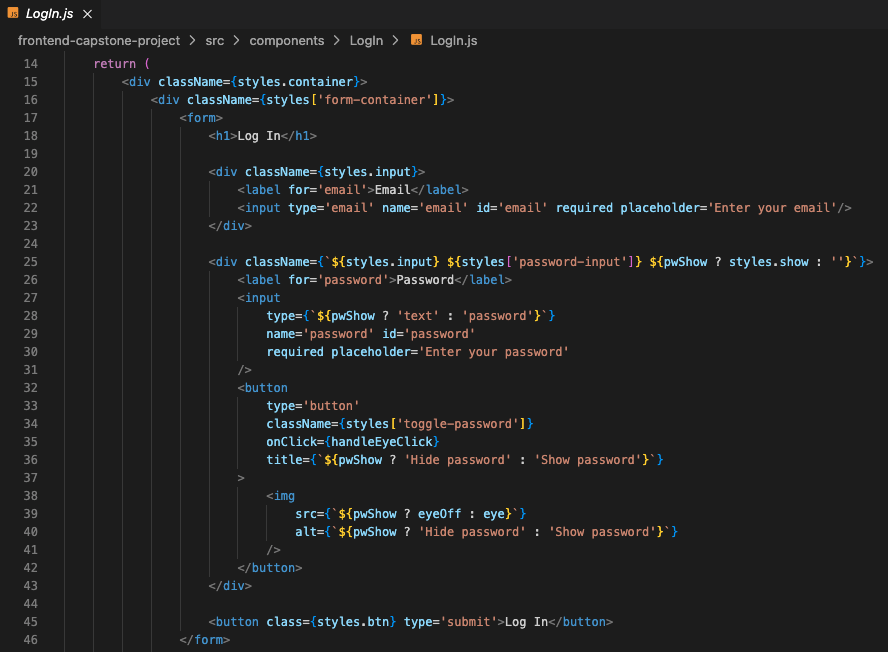 JS LogIn.js ×
frontend-capstone-project > src > components > LogIn > JS LogIn.js
14 return (
15 <div className={styles.container}>
16 <div className={styles['form-container']}>
17 <form>
18 <h1>Log In</h1>
19
20 <div className={styles.input}>
21 <label for='email'>Email</label>
22 <input type='email' name='email' id='email' required placeholder='Enter your email'/>
23 </div>
24
25 <div className={`${styles.input} ${styles['password-input']} ${pwShow ? styles.show : ''}`}>
26 <label for='password'>Password</label>
27 <input
28 type={`${pwShow ? 'text' : 'password'}`}
29 name='password' id='password'
30 required placeholder='Enter your password'
31 />
32 <button
33 type='button'
34 className={styles['toggle-password']}
35 onClick={handleEyeClick}
36 title={`${pwShow ? 'Hide password' : 'Show password'}`}
37 >
38 <img
39 src={`${pwShow ? eyeOff : eye}`}
40 alt={`${pwShow ? 'Hide password' : 'Show password'}`}
41 />
42 </button>
43 </div>
44
45 <button class={styles.btn} type='submit'>Log In</button>
46 </form>